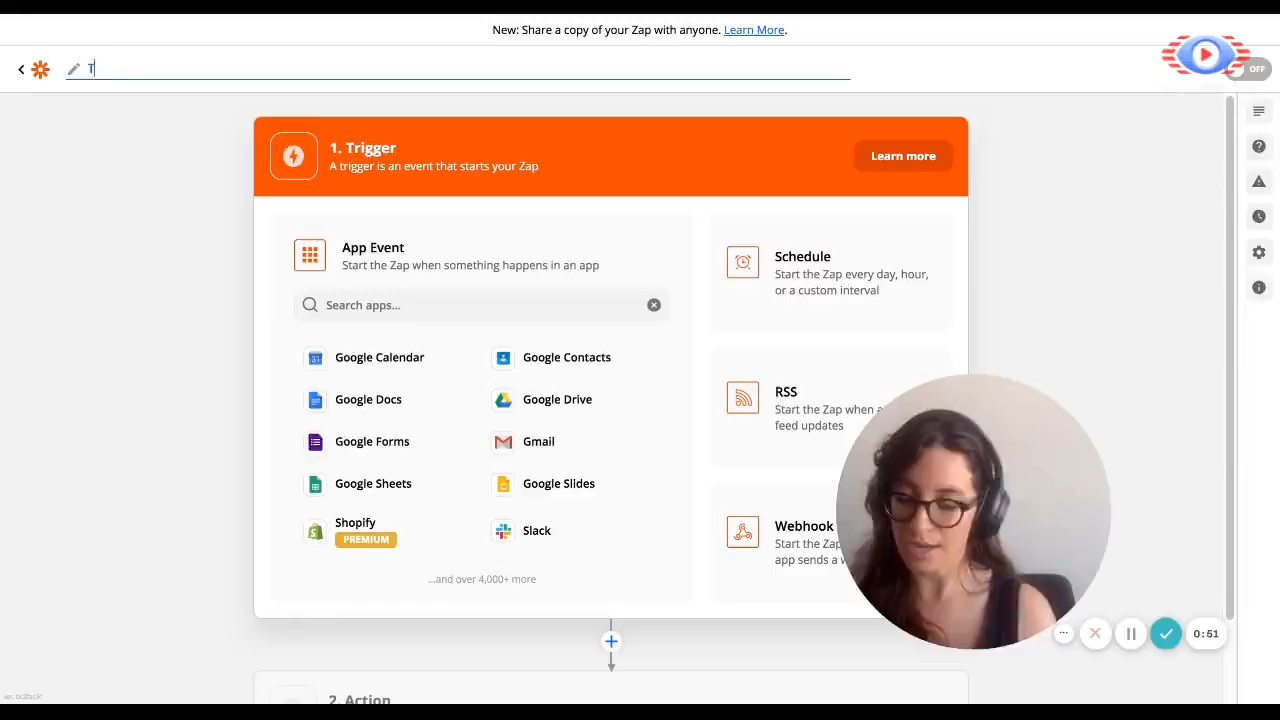 New: Share a copy of your Zap with anyone. Learn More.
T
OFF
1. Trigger
A trigger is an event that starts your Zap
Learn more
App Event
Start the Zap when something happens in an app
Search apps...
Google Calendar
Google Contacts
Google Docs
Google Drive
Google Forms
Gmail
Google Sheets
Google Slides
Shopify
PREMIUM
Slack
...and over 4,000+ more
Schedule
Start the Zap every day, hour,
or a custom interval
RSS
Start the Zap when a
feed updates
Webhook
Start the Zap
app sends a w
0:51
2. Action